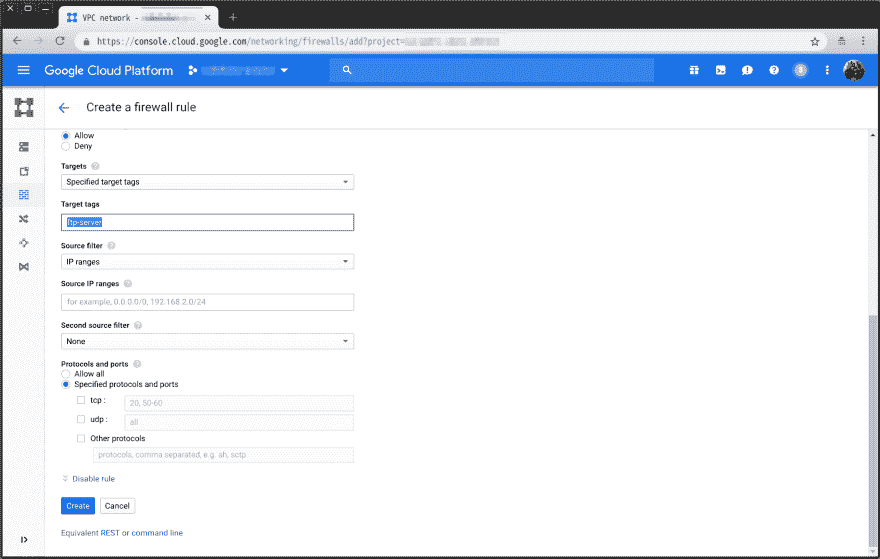 VPC network -
https://console.cloud.google.com/networking/firewalls/add?project=
Google Cloud Platform
3
Create a firewall rule
Allow
Deny
Targets
Specified target tags
Target tags
ftp-server
Source filter
IP ranges
Source IP ranges
for example, 0.0.0.0/0, 192.168.2.0/24
Second source filter
None
Protocols and ports
Allow all
Specified protocols and ports
tcp :
20, 50-60
udp :
all
Other protocols
protocols, comma separated, e.g. ah, sctp
Disable rule
Create
Cancel
Equivalent REST or command line